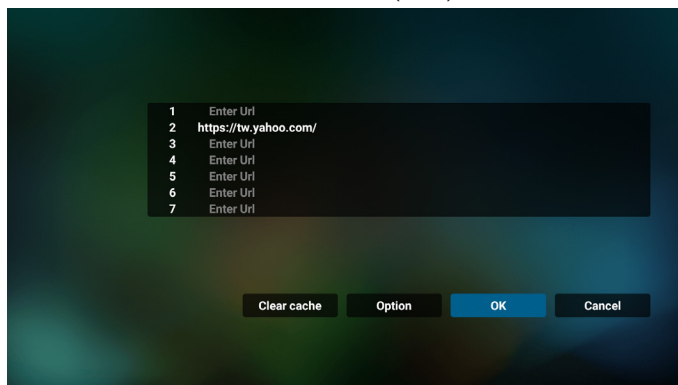 1 Enter Url
2 https://tw.yahoo.com/
3 Enter Url
4 Enter Url
5 Enter Url
6 Enter Url
7 Enter Url
Clear cache Option OK Cancel